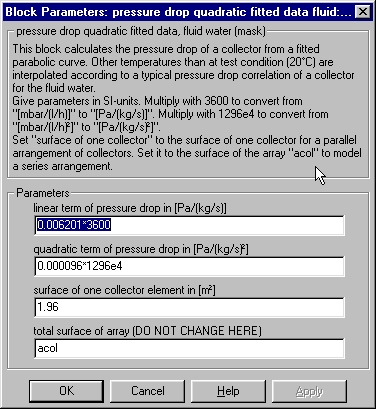 Block Parameters: pressure drop quadratic fitted data fluid:...
pressure drop quadratic fitted data, fluid water (mask)
This block calculates the pressure drop of a collector from a fitted
parabolic curve. Other temperatures than at test condition (20°C) are
interpolated according to a typical pressure drop correlation of a collector
for the fluid water.
Give parameters in SI-units. Multiply with 3600 to convert from
"[mbar/(l/h)]" to "[Pa/(kg/s)]". Multiply with 1296e4 to convert from
"[mbar/(l/h)²]" to "[Pa/(kg/s)²]".
Set "surface of one collector" to the surface of one collector for a parallel
arrangement of collectors. Set it to the surface of the array "acol" to model
a series arrangement.
Parameters
linear term of pressure drop in [Pa/(kg/s)]
0.006201*3600
quadratic term of pressure drop in [Pa/(kg/s)²]
0.000096*1296e4
surface of one collector element in [m²]
1.96
total surface of array (DO NOT CHANGE HERE)
acol
OK Cancel Help Apply